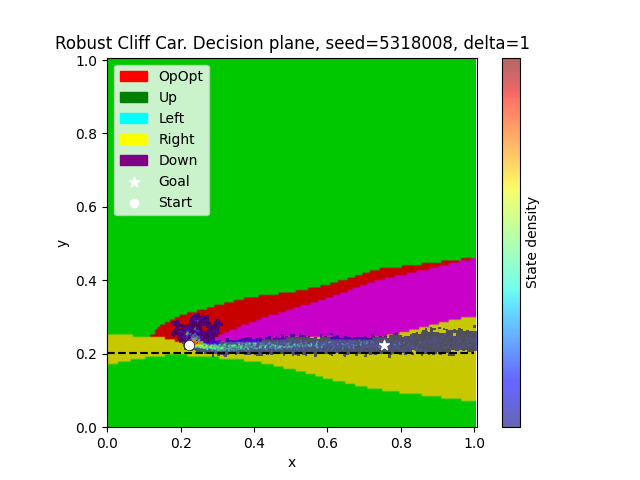 Robust Cliff Car. Decision plane, seed=5318008, delta=1
1.0
0.8
0.6
0.4
0.2
0.0
y
OpOpt
Up
Left
Right
Down
Goal
Start
State density
0.0 0.2 0.4 0.6 0.8 1.0
x